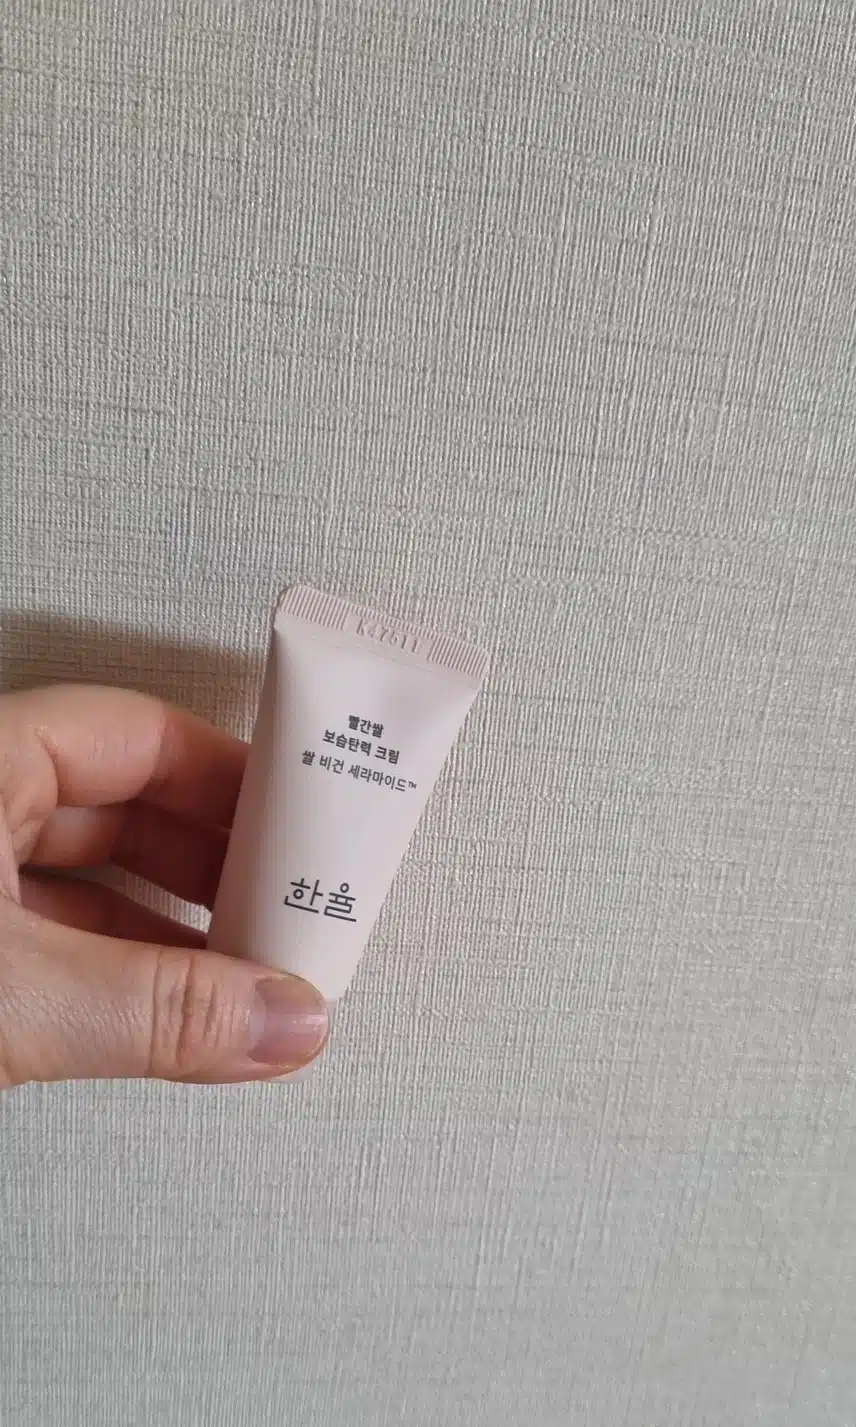 K47511
빨간쌀
보습탄력 크림
쌀 비건 세라마이드™
한율